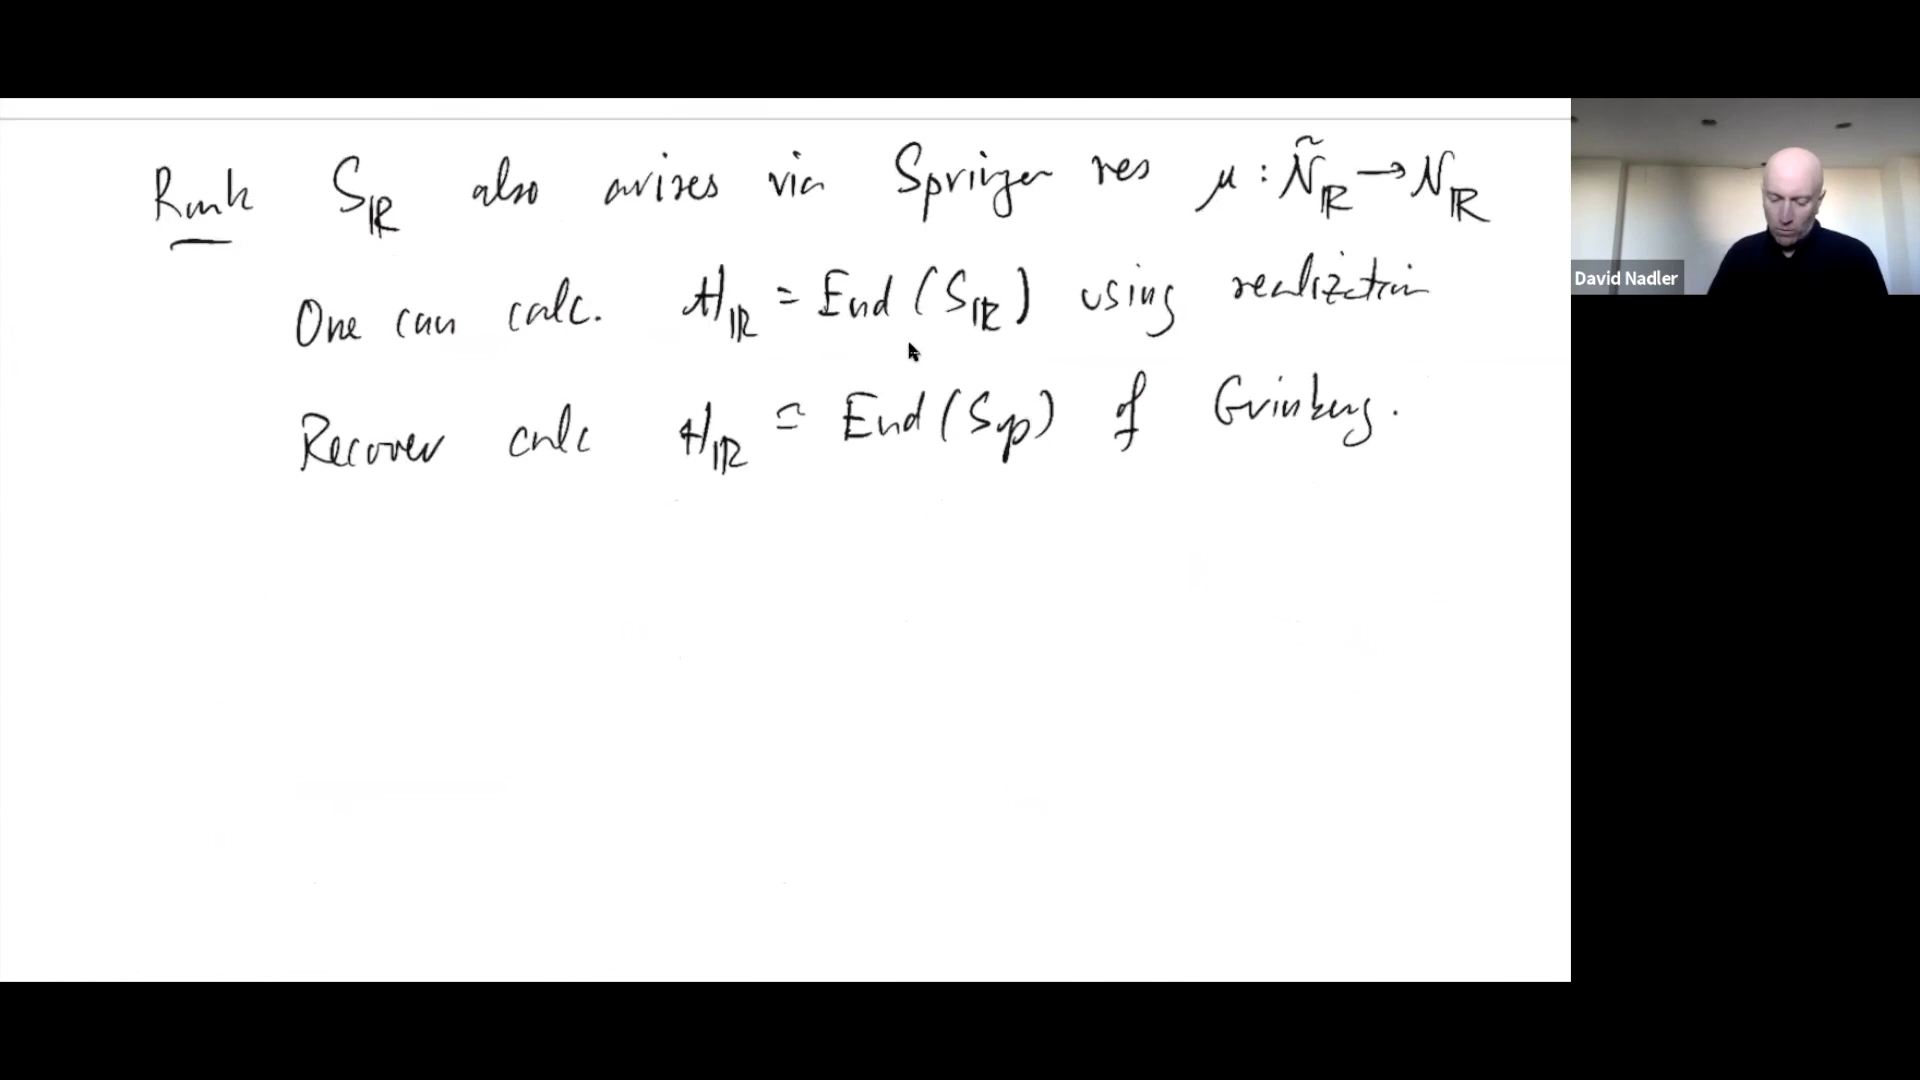 Rmk S_ℝ also arises via Springer res μ : Ñ_ℝ → N_ℝ
One can calc. H_ℝ = End(S_ℝ) using realization
Recover calc H_ℝ ≃ End(S_p) of Grinberg.
David Nadler